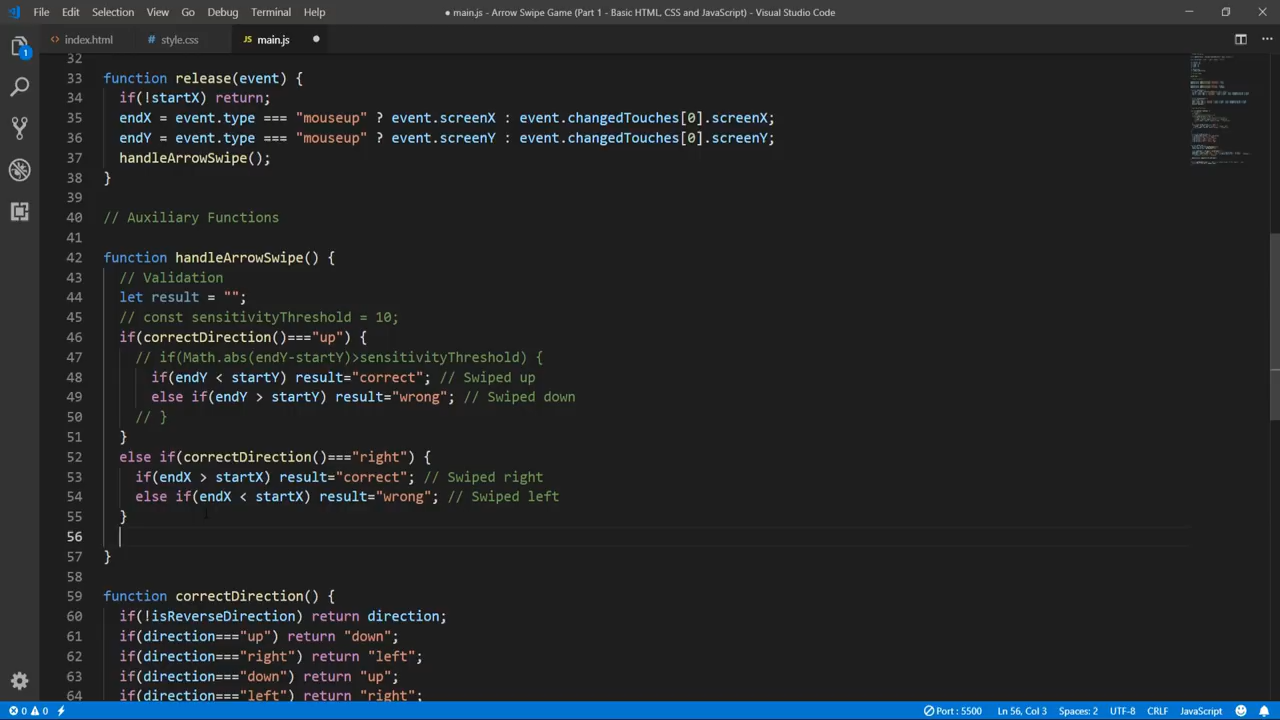 File Edit Selection View Go Debug Terminal Help ● main.js - Arrow Swipe Game (Part 1 - Basic HTML, CSS and JavaScript) - Visual Studio Code
index.html # style.css JS main.js
32
33 function release(event) {
34 if(!startX) return;
35 endX = event.type === "mouseup" ? event.screenX : event.changedTouches[0].screenX;
36 endY = event.type === "mouseup" ? event.screenY : event.changedTouches[0].screenY;
37 handleArrowSwipe();
38 }
39
40 // Auxiliary Functions
41
42 function handleArrowSwipe() {
43 // Validation
44 let result = "";
45 // const sensitivityThreshold = 10;
46 if(correctDirection()==="up") {
47 // if(Math.abs(endY-startY)>sensitivityThreshold) {
48 if(endY < startY) result="correct"; // Swiped up
49 else if(endY > startY) result="wrong"; // Swiped down
50 // }
51 }
52 else if(correctDirection()==="right") {
53 if(endX > startX) result="correct"; // Swiped right
54 else if(endX < startX) result="wrong"; // Swiped left
55 }
56
57 }
58
59 function correctDirection() {
60 if(!isReverseDirection) return direction;
61 if(direction==="up") return "down";
62 if(direction==="right") return "left";
63 if(direction==="down") return "up";
64 if(direction==="left") return "right";
0 0 Port : 5500 Ln 56, Col 3 Spaces: 2 UTF-8 CRLF JavaScript